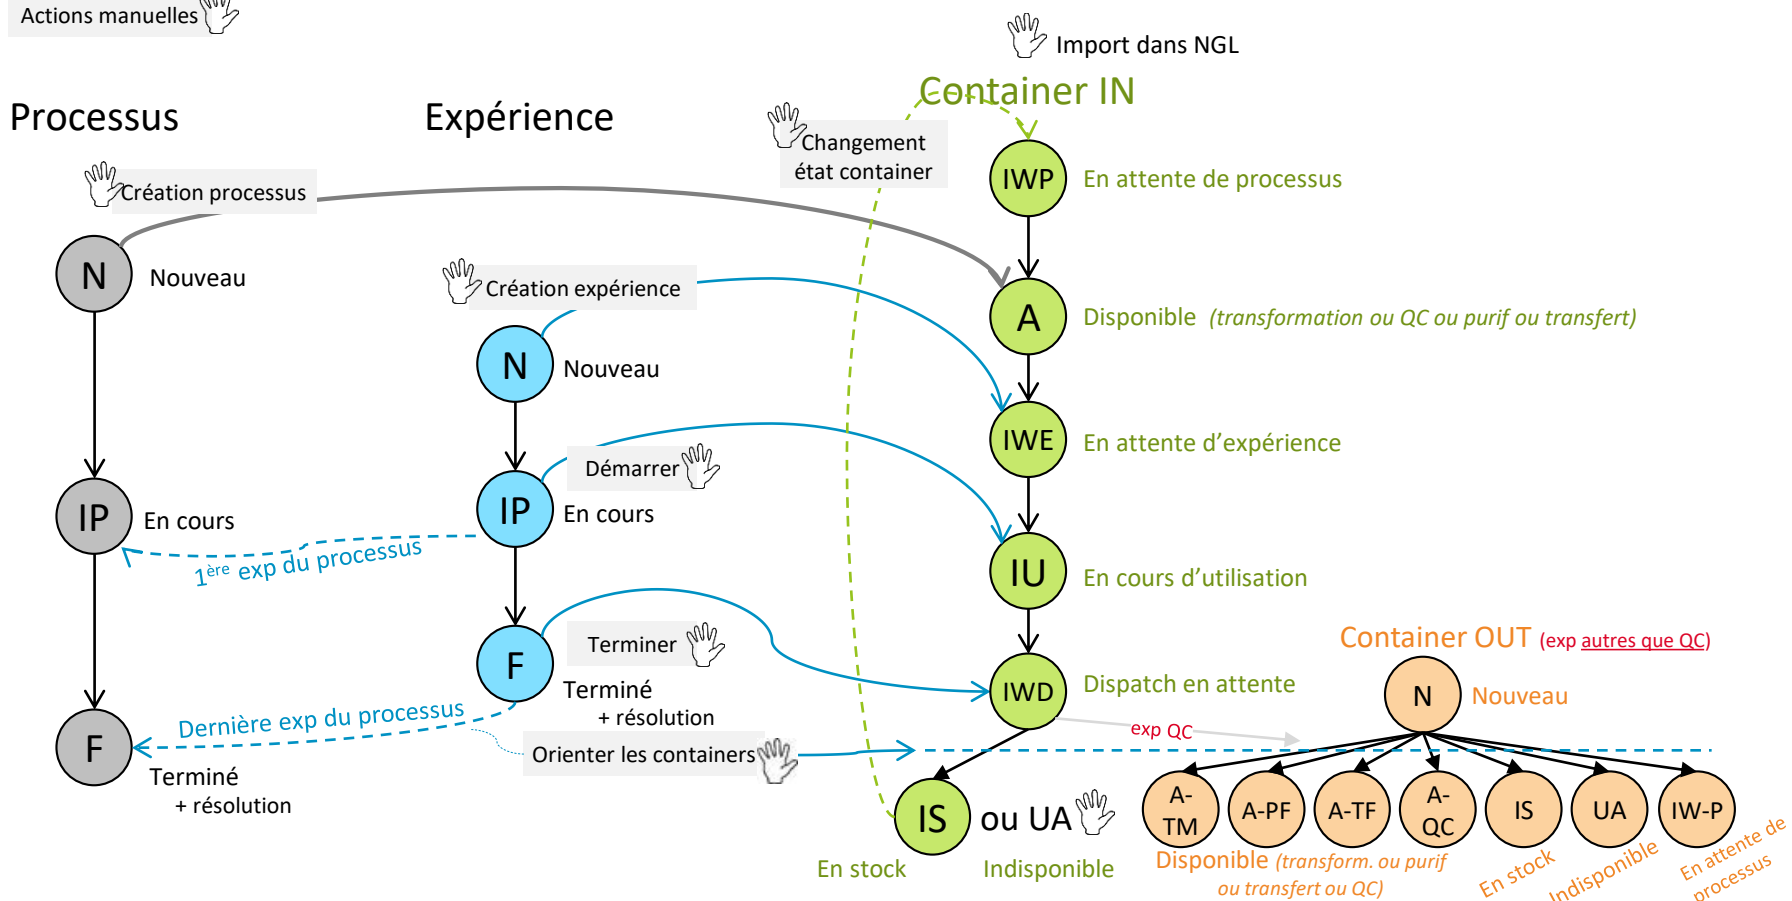 Actions manuelles
Import dans NGL
Processus
Expérience
Container IN
Changement
état container
Création processus
IWP
En attente de processus
N
Nouveau
Création expérience
A
Disponible (transformation ou QC ou purif ou transfert)
N
Nouveau
IWE
En attente d’expérience
Démarrer
IP
En cours
IP
En cours
1ère exp du processus
IU
En cours d’utilisation
Terminer
F
Terminé
+ résolution
IWD
Dispatch en attente
Container OUT (exp autres que QC)
N
Nouveau
exp QC
Dernière exp du processus
F
Terminé
+ résolution
Orienter les containers
IS
ou UA
En stock
Indisponible
A-
TM
A-PF
A-TF
A-
QC
IS
UA
IW-P
Disponible (transform. ou purif
ou transfert ou QC)
En stock
Indisponible
En attente de
processus